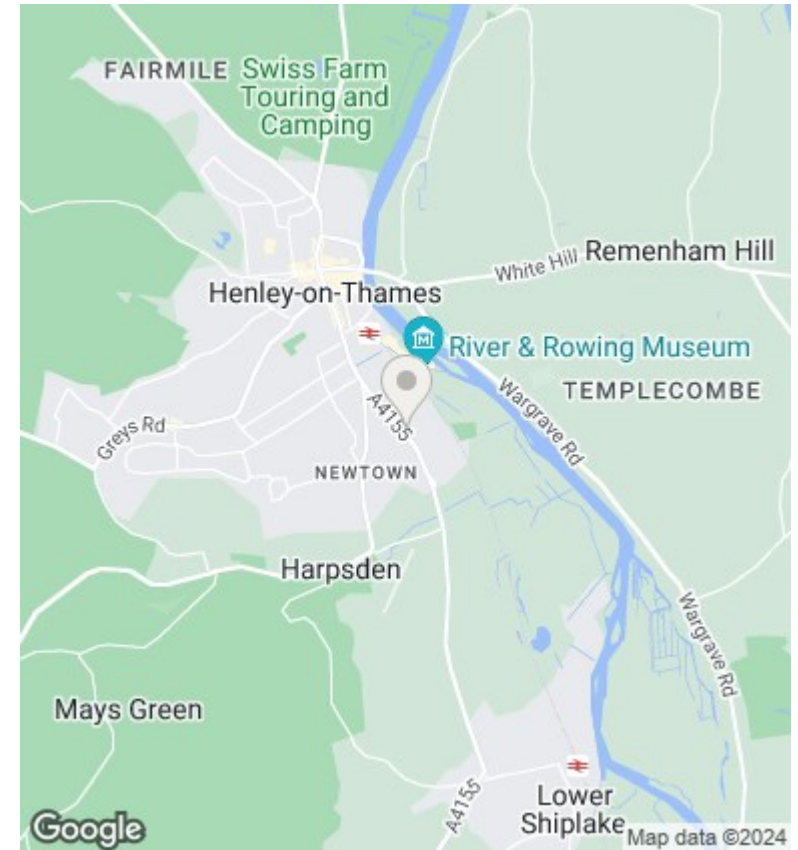 FAIRMILE
Swiss Farm
Touring and
Camping
White Hill
Remenham Hill
Henley-on-Thames
M
River & Rowing Museum
TEMPLECOMBE
A4155
Wargrave Rd
Greys Rd
NEWTOWN
Harpsden
Wargrave Rd
Mays Green
A4155
Lower
Shiplake
Google
Map data ©2024